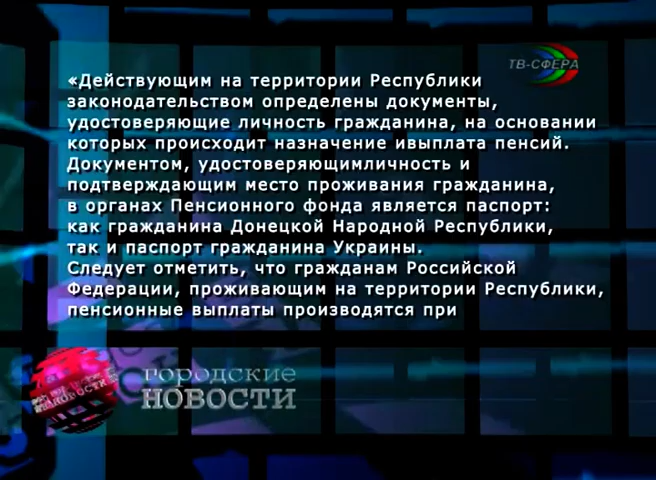 ТВ-СФЕРА
«Действующим на территории Республики
законодательством определены документы,
удостоверяющие личность гражданина, на основании
которых происходит назначение ивыплата пенсий.
Документом, удостоверяющимличность и
подтверждающим место проживания гражданина,
в органах Пенсионного фонда является паспорт:
как гражданина Донецкой Народной Республики,
так и паспорт гражданина Украины.
Следует отметить, что гражданам Российской
Федерации, проживающим на территории Республики,
пенсионные выплаты производятся при
городские
НОВОСТИ
НОВОСТИ